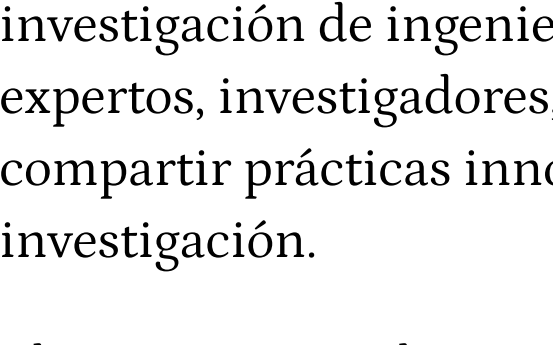 investigación de ingenie
expertos, investigadores,
compartir prácticas inno
investigación.